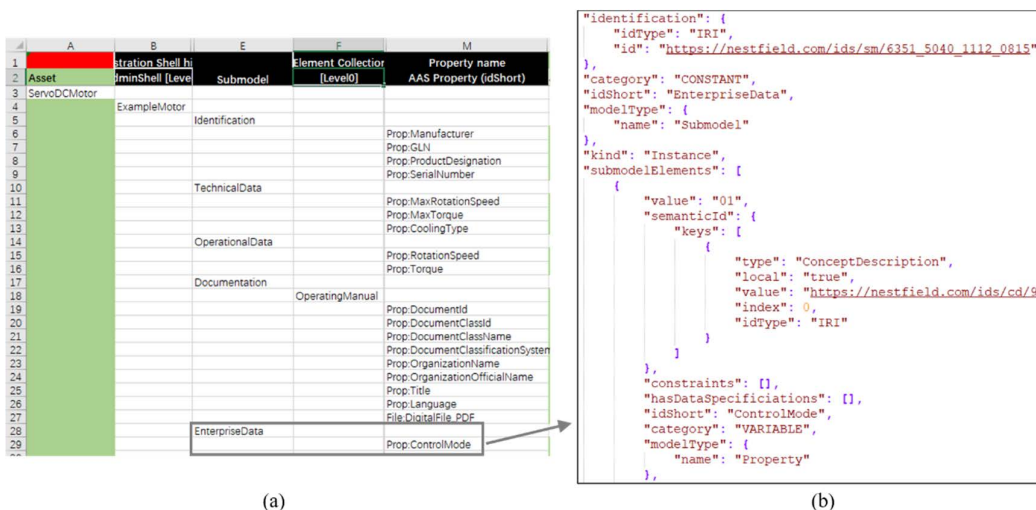 A B E F M
1 stration Shell hi Element Collection Property name
2 Asset dminShell [Leve Submodel [Level0] AAS Property (idShort)
3 ServoDCMotor
4 ExampleMotor
5 Identification
6 Prop:Manufacturer
7 Prop:GLN
8 Prop:ProductDesignation
9 Prop:SerialNumber
10 TechnicalData
11 Prop:MaxRotationSpeed
12 Prop:MaxTorque
13 Prop:CoolingType
14 OperationalData
15 Prop:RotationSpeed
16 Prop:Torque
17 Documentation
18 OperatingManual
19 Prop:DocumentId
20 Prop:DocumentClassId
21 Prop:DocumentClassName
22 Prop:DocumentClassificationSystem
23 Prop:OrganizationName
24 Prop:OrganizationOfficialName
25 Prop:Title
26 Prop:Language
27 File:DigitalFile_PDF
28 EnterpriseData
29 Prop:ControlMode
(a)
"identification": {
"idType": "IRI",
"id": "https://nestfield.com/ids/sm/6351_5040_1112_0815"
},
"category": "CONSTANT",
"idShort": "EnterpriseData",
"modelType": {
"name": "Submodel"
},
"kind": "Instance",
"submodelElements": [
{
"value": "01",
"semanticId": {
"keys": [
{
"type": "ConceptDescription",
"local": "true",
"value": "https://nestfield.com/ids/cd/9
"index": 0,
"idType": "IRI"
}
]
},
"constraints": [],
"hasDataSpecificiations": [],
"idShort": "ControlMode",
"category": "VARIABLE",
"modelType": {
"name": "Property"
},
(b)